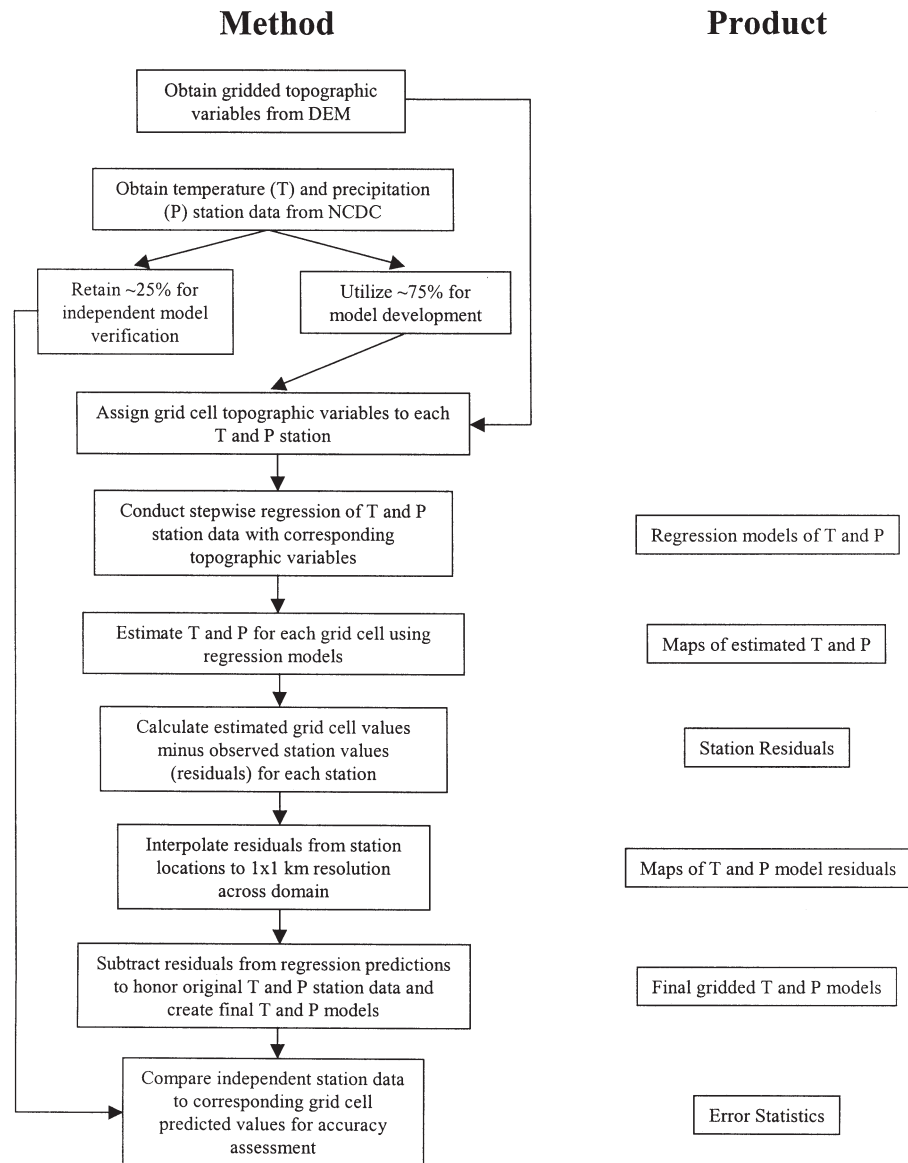 Method
Product
Obtain gridded topographic
variables from DEM
Obtain temperature (T) and precipitation
(P) station data from NCDC
Retain ~25% for
independent model
verification
Utilize ~75% for
model development
Assign grid cell topographic variables to each
T and P station
Conduct stepwise regression of T and P
station data with corresponding
topographic variables
Regression models of T and P
Estimate T and P for each grid cell using
regression models
Maps of estimated T and P
Calculate estimated grid cell values
minus observed station values
(residuals) for each station
Station Residuals
Interpolate residuals from station
locations to 1x1 km resolution
across domain
Maps of T and P model residuals
Subtract residuals from regression predictions
to honor original T and P station data and
create final T and P models
Final gridded T and P models
Compare independent station data
to corresponding grid cell
predicted values for accuracy
assessment
Error Statistics